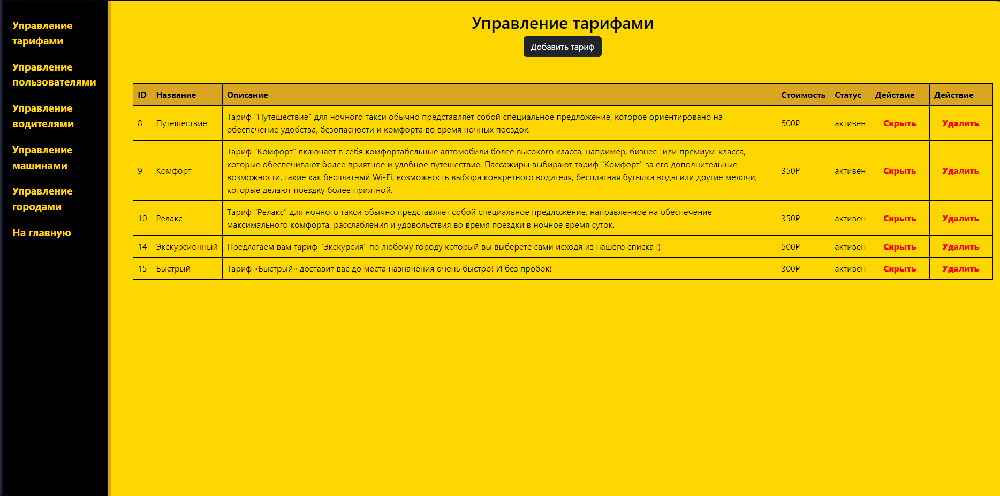 Управление
тарифами
Управление
пользователями
Управление
водителями
Управление
машинами
Управление
городами
На главную
Управление тарифами
Добавить тариф
ID Название Описание Стоимость Статус Действие Действие
8 Путешествие Тариф "Путешествие" для ночного такси обычно представляет собой специальное предложение, которое ориентировано на
обеспечение удобства, безопасности и комфорта во время ночных поездок. 500₽ активен Скрыть Удалить
9 Комфорт Тариф "Комфорт" включает в себя комфортабельные автомобили более высокого класса, например, бизнес- или премиум-класса,
которые обеспечивают более приятное и удобное путешествие. Пассажиры выбирают тариф "Комфорт" за его дополнительные
возможности, такие как бесплатный Wi-Fi, возможность выбора конкретного водителя, бесплатная бутылка воды или другие мелочи,
которые делают поездку более приятной. 350₽ активен Скрыть Удалить
10 Релакс Тариф "Релакс" для ночного такси обычно представляет собой специальное предложение, направленное на обеспечение
максимального комфорта, расслабления и удовольствия во время поездки в ночное время суток. 350₽ активен Скрыть Удалить
14 Экскурсионный Предлагаем вам тариф "Экскурсия" по любому городу который вы выберете сами исходя из нашего списка :) 500₽ активен Скрыть Удалить
15 Быстрый Тариф «Быстрый» доставит вас до места назначения очень быстро! И без пробок! 300₽ активен Скрыть Удалить